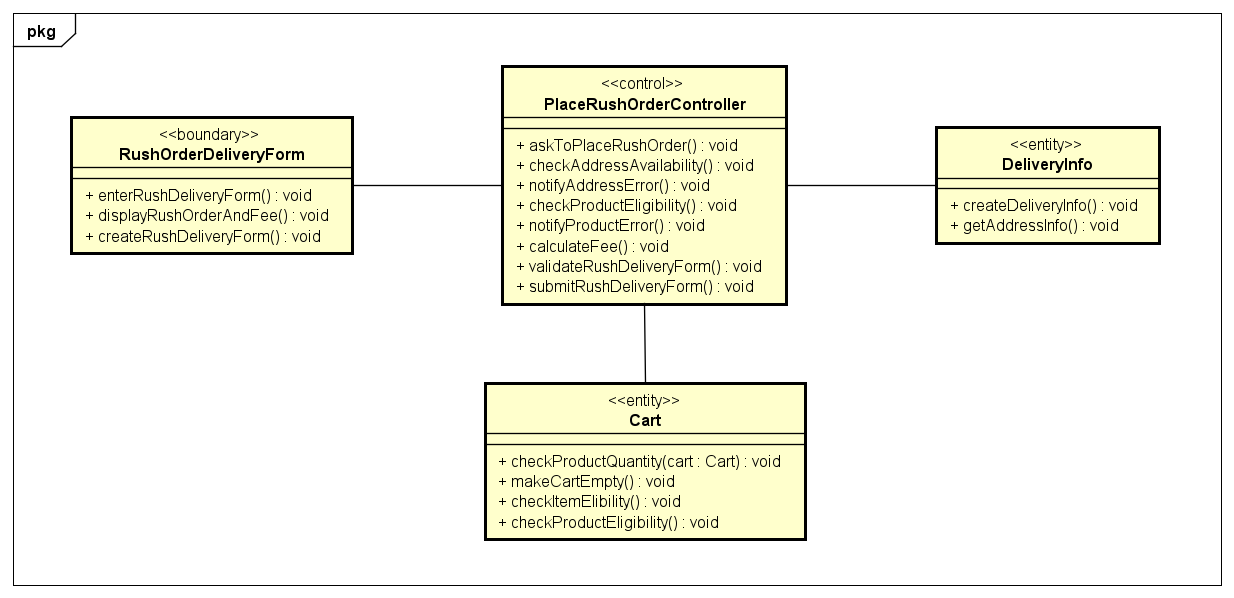 pkg
<<boundary>>
RushOrderDeliveryForm
+ enterRushDeliveryForm() : void
+ displayRushOrderAndFee() : void
+ createRushDeliveryForm() : void
<<control>>
PlaceRushOrderController
+ askToPlaceRushOrder() : void
+ checkAddressAvailability() : void
+ notifyAddressError() : void
+ checkProductEligibility() : void
+ notifyProductError() : void
+ calculateFee() : void
+ validateRushDeliveryForm() : void
+ submitRushDeliveryForm() : void
<<entity>>
DeliveryInfo
+ createDeliveryInfo() : void
+ getAddressInfo() : void
<<entity>>
Cart
+ checkProductQuantity(cart : Cart) : void
+ makeCartEmpty() : void
+ checkItemElibility() : void
+ checkProductEligibility() : void